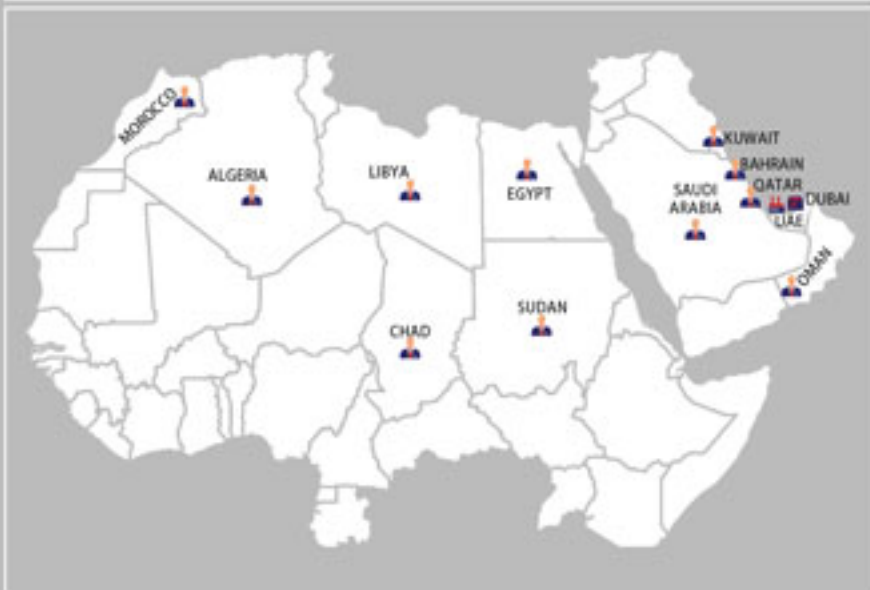 MOROCCO
ALGERIA
LIBYA
EGYPT
KUWAIT
BAHRAIN
QATAR
SAUDI
ARABIA
DUBAI
UAE
OMAN
SUDAN
CHAD